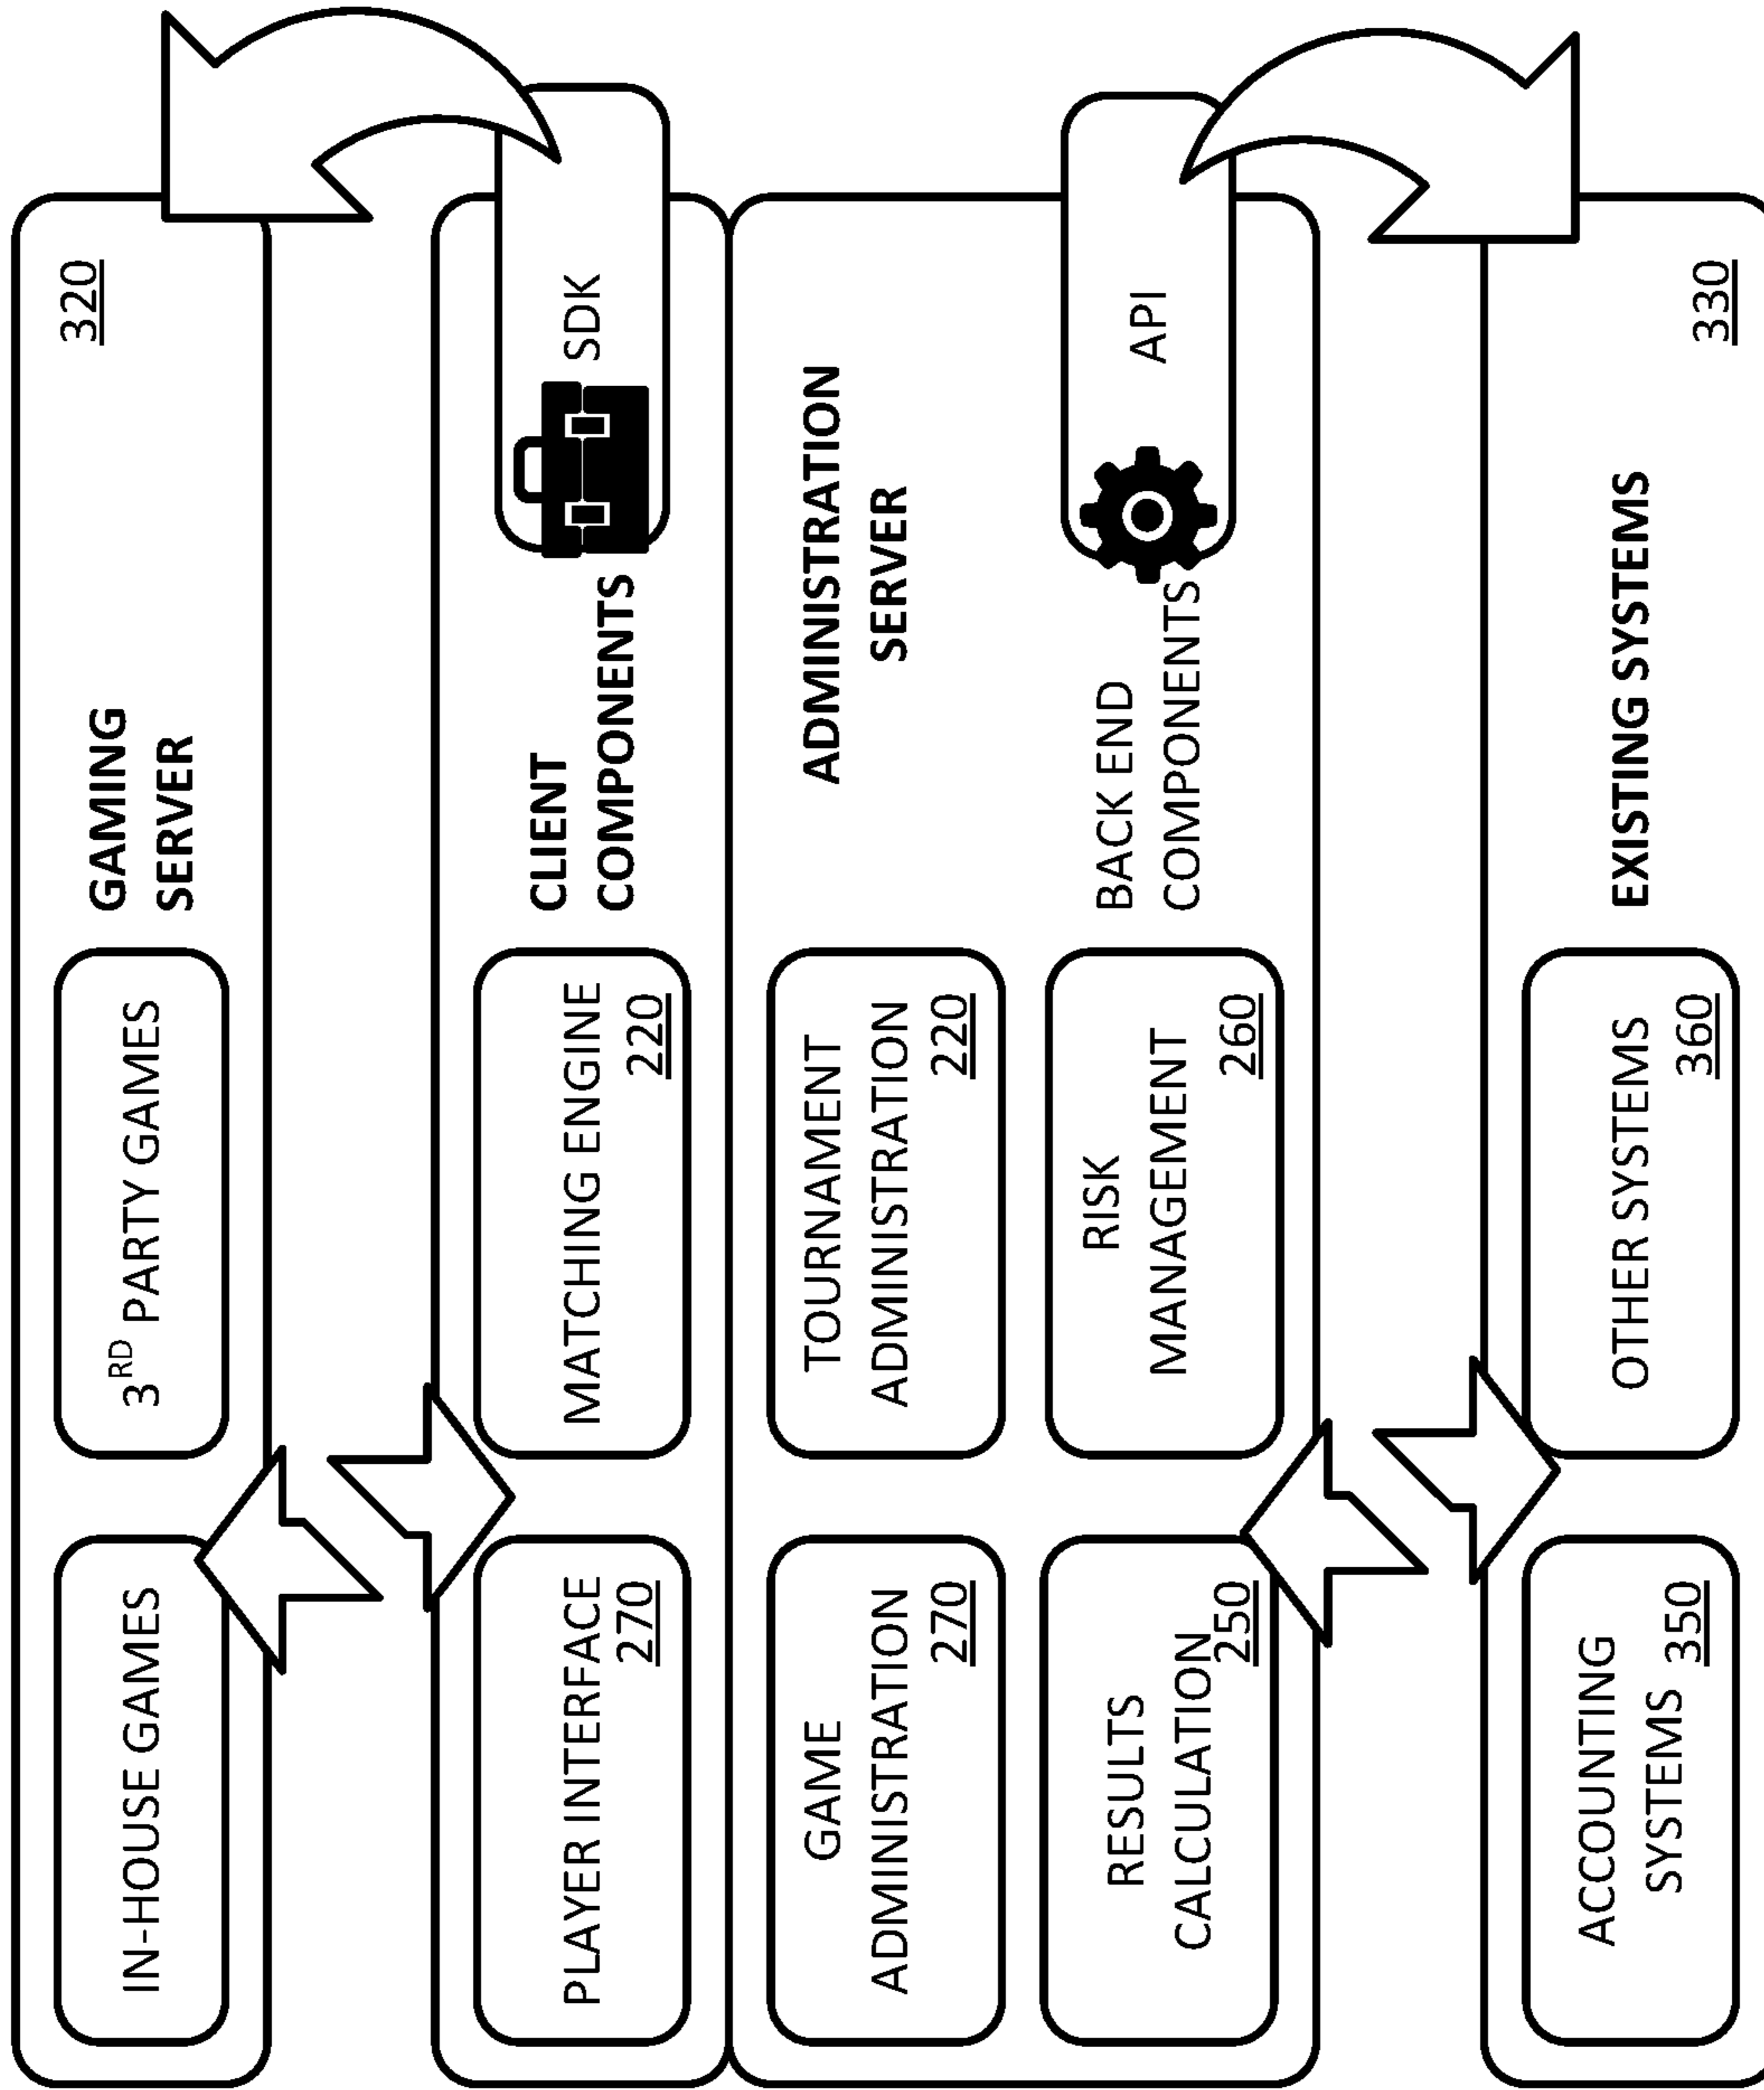 IN-HOUSE GAMES
3RD PARTY GAMES
GAMING
SERVER
320
PLAYER INTERFACE
270
MATCHING ENGINE
220
CLIENT
COMPONENTS
SDK
GAME
ADMINISTRATION
270
TOURNAMENT
ADMINISTRATION
220
ADMINISTRATION
SERVER
RESULTS
CALCULATION
250
RISK
MANAGEMENT
260
BACK END
COMPONENTS
API
ACCOUNTING
SYSTEMS 350
OTHER SYSTEMS
360
EXISTING SYSTEMS
330